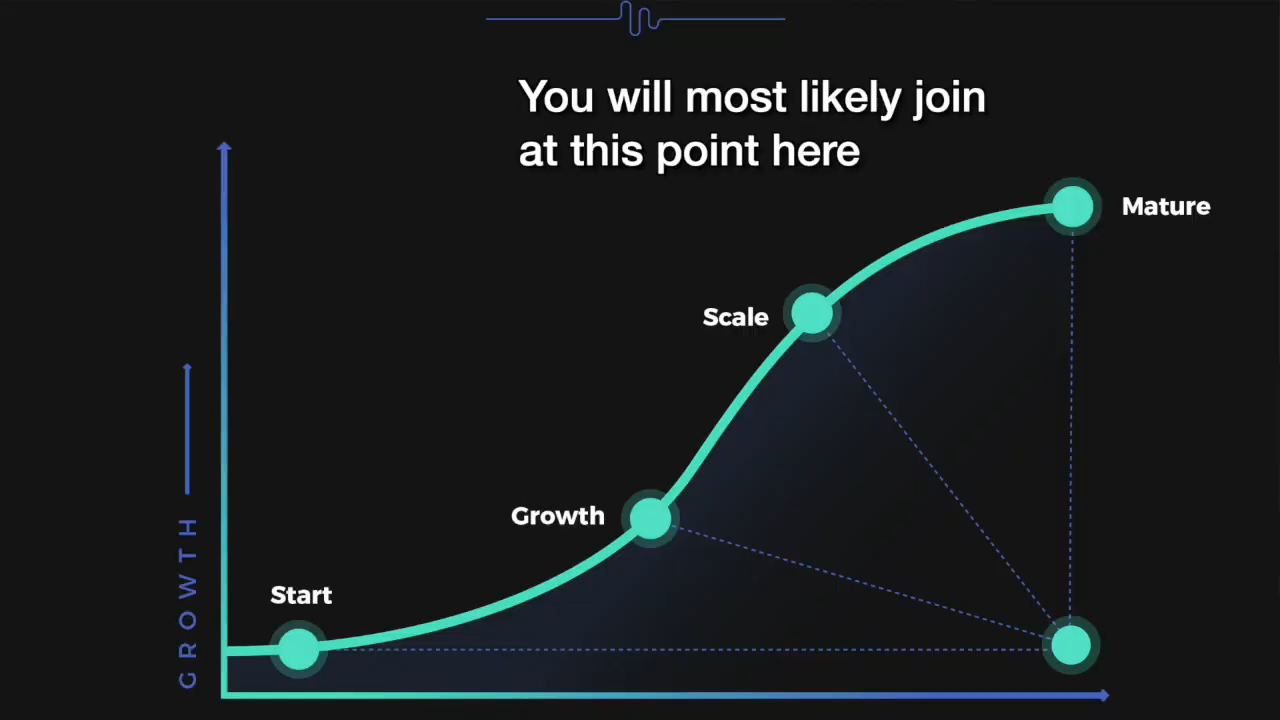 You will most likely join
at this point here
Mature
Scale
Growth
Start
GROWTH